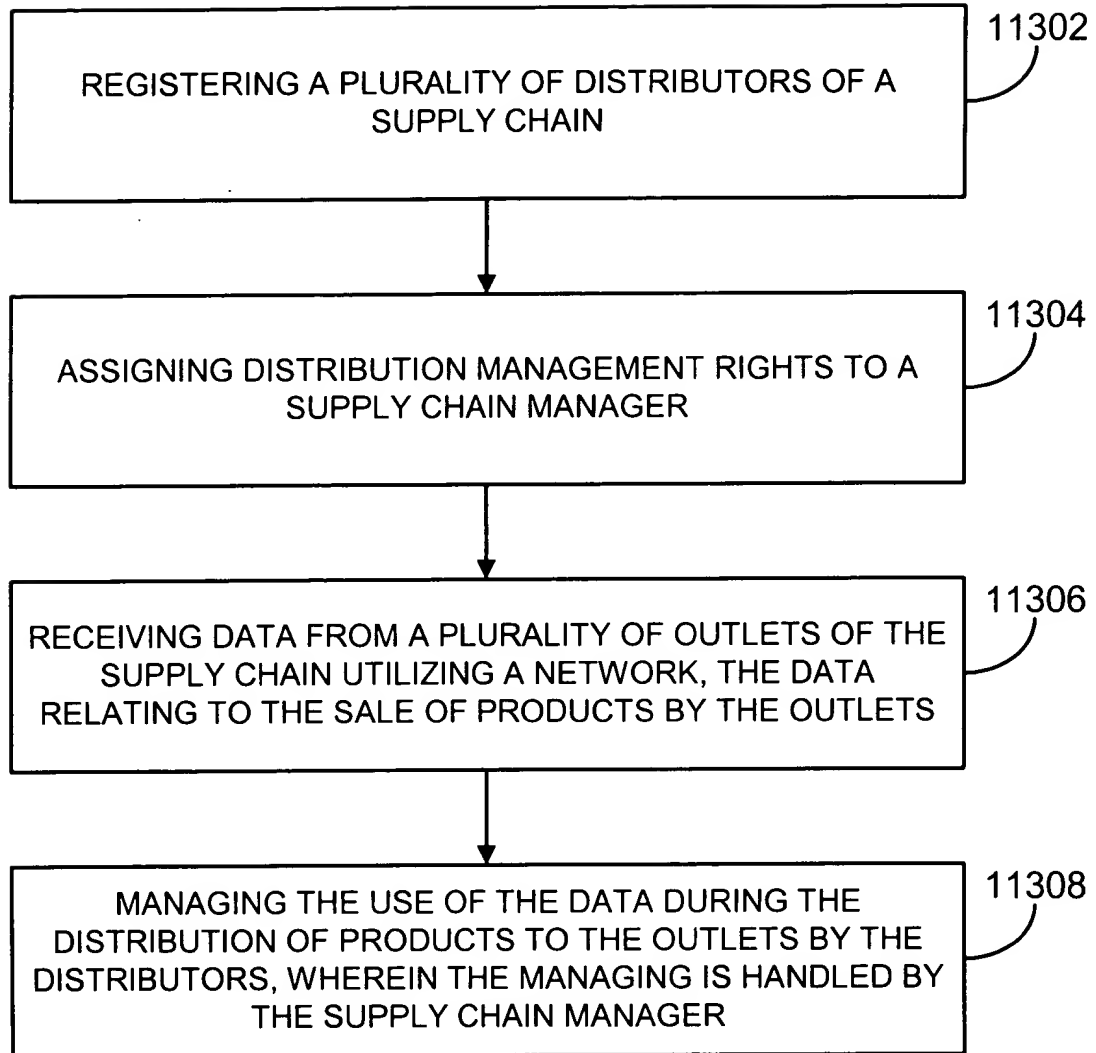 11302
REGISTERING A PLURALITY OF DISTRIBUTORS OF A
SUPPLY CHAIN
11304
ASSIGNING DISTRIBUTION MANAGEMENT RIGHTS TO A
SUPPLY CHAIN MANAGER
11306
RECEIVING DATA FROM A PLURALITY OF OUTLETS OF THE
SUPPLY CHAIN UTILIZING A NETWORK, THE DATA
RELATING TO THE SALE OF PRODUCTS BY THE OUTLETS
11308
MANAGING THE USE OF THE DATA DURING THE
DISTRIBUTION OF PRODUCTS TO THE OUTLETS BY THE
DISTRIBUTORS, WHEREIN THE MANAGING IS HANDLED BY
THE SUPPLY CHAIN MANAGER